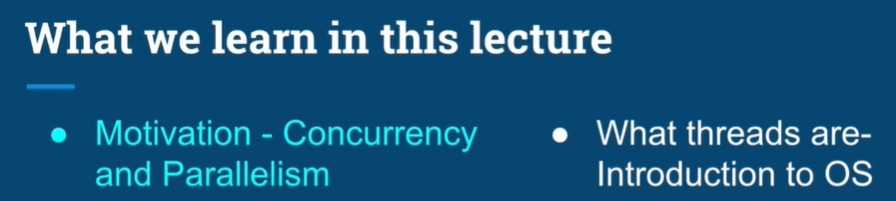 What we learn in this lecture
● Motivation - Concurrency
and Parallelism
● What threads are-
Introduction to OS